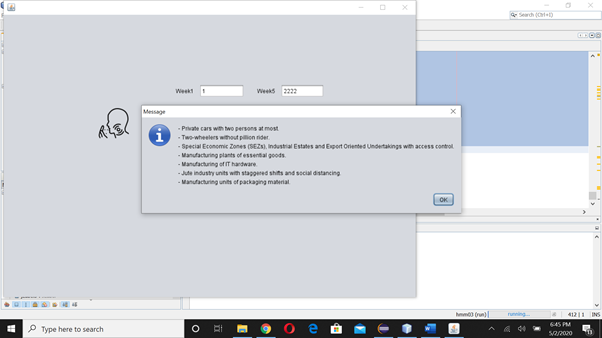 Search (Ctrl+I)
Week1 1 Week5 2222
Message
- Private cars with two persons at most.
- Two-wheelers without pillion rider.
- Special Economic Zones (SEZs), Industrial Estates and Export Oriented Undertakings with access control.
- Manufacturing plants of essential goods.
- Manufacturing of IT hardware.
- Jute industry units with staggered shifts and social distancing.
- Manufacturing units of packaging material.
OK
hmm03 (run) running... 412 | 1 INS
Type here to search
6:45 PM
5/2/2020